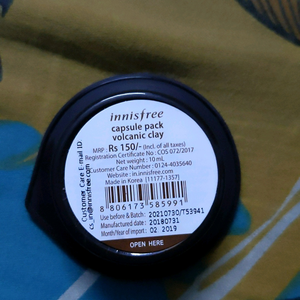 innisfree
capsule pack
volcanic clay
MRP : Rs 150/- (Incl. of all taxes)
Registration Certificate No : COS 072/2017
Net weight : 10 mL
Customer Care Number : 0124-4035640
Website : in.innisfree.com
Made in Korea [11177-1357]
8 806173 585991
Use before & Batch : 20210730/T53941
Manufactured date : 20180731
Month/Year of import : 02 2019
OPEN HERE
Customer Care E-mail ID
cs_in@innisfree.com